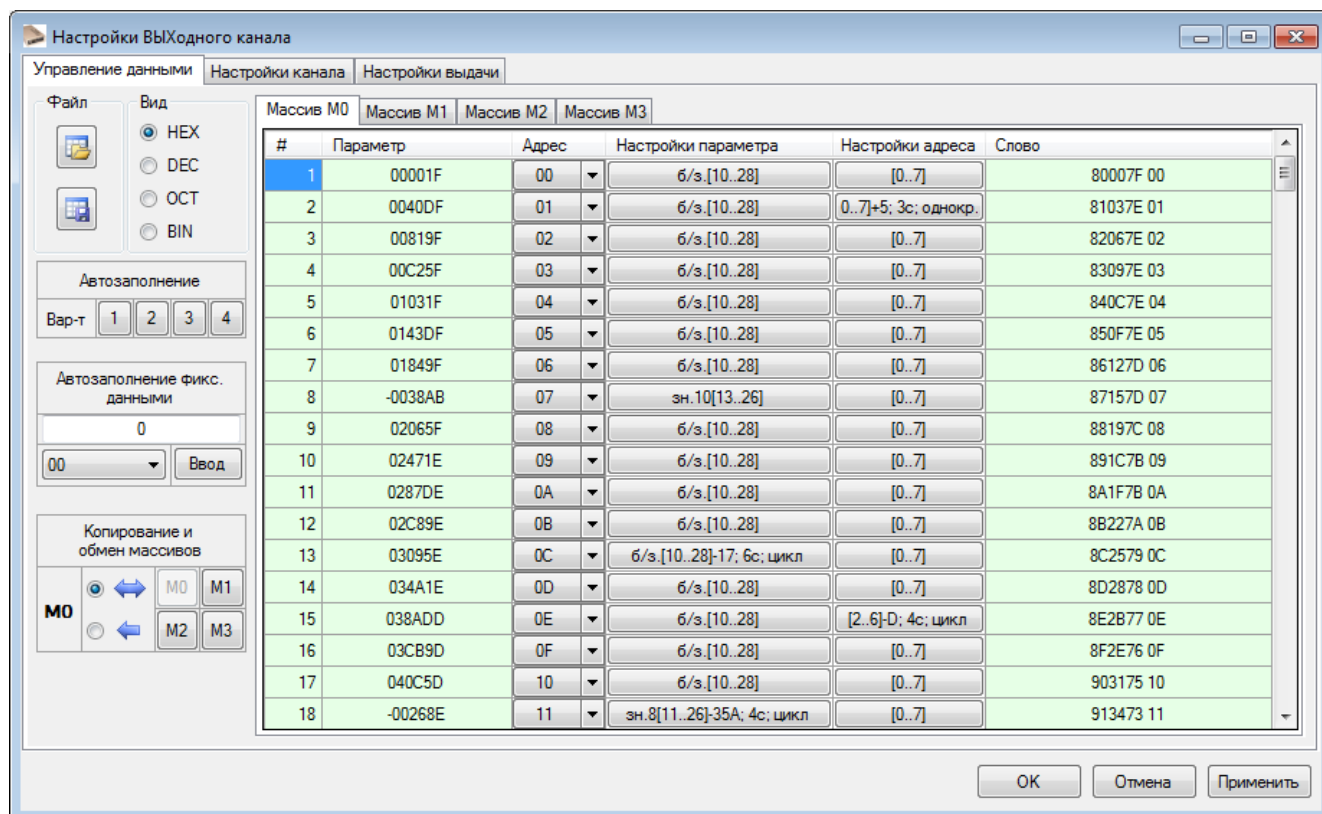 Настройки ВЫХодного канала
Управление данными Настройки канала Настройки выдачи
Файл Вид
HEX
DEC
OCT
BIN
Автозаполнение
Вар-т 1 2 3 4
Автозаполнение фикс.
данными
0
00 Ввод
Копирование и
обмен массивов
M0 M0 M1
M2 M3
Массив M0 Массив M1 Массив M2 Массив M3
# Параметр Адрес Настройки параметра Настройки адреса Слово
1 00001F 00 б/з.[10..28] [0..7] 80007F 00
2 0040DF 01 б/з.[10..28] 0..7]+5; 3с; однокр. 81037E 01
3 00819F 02 б/з.[10..28] [0..7] 82067E 02
4 00C25F 03 б/з.[10..28] [0..7] 83097E 03
5 01031F 04 б/з.[10..28] [0..7] 840C7E 04
6 0143DF 05 б/з.[10..28] [0..7] 850F7E 05
7 01849F 06 б/з.[10..28] [0..7] 86127D 06
8 -0038AB 07 зн.10[13..26] [0..7] 87157D 07
9 02065F 08 б/з.[10..28] [0..7] 88197C 08
10 02471E 09 б/з.[10..28] [0..7] 891C7B 09
11 0287DE 0A б/з.[10..28] [0..7] 8A1F7B 0A
12 02C89E 0B б/з.[10..28] [0..7] 8B227A 0B
13 03095E 0C б/з.[10..28]-17; 6с; цикл [0..7] 8C2579 0C
14 034A1E 0D б/з.[10..28] [0..7] 8D2878 0D
15 038ADD 0E б/з.[10..28] [2..6]-D; 4с; цикл 8E2B77 0E
16 03CB9D 0F б/з.[10..28] [0..7] 8F2E76 0F
17 040C5D 10 б/з.[10..28] [0..7] 903175 10
18 -00268E 11 зн.8[11..26]-35A; 4с; цикл [0..7] 913473 11
OK Отмена Применить